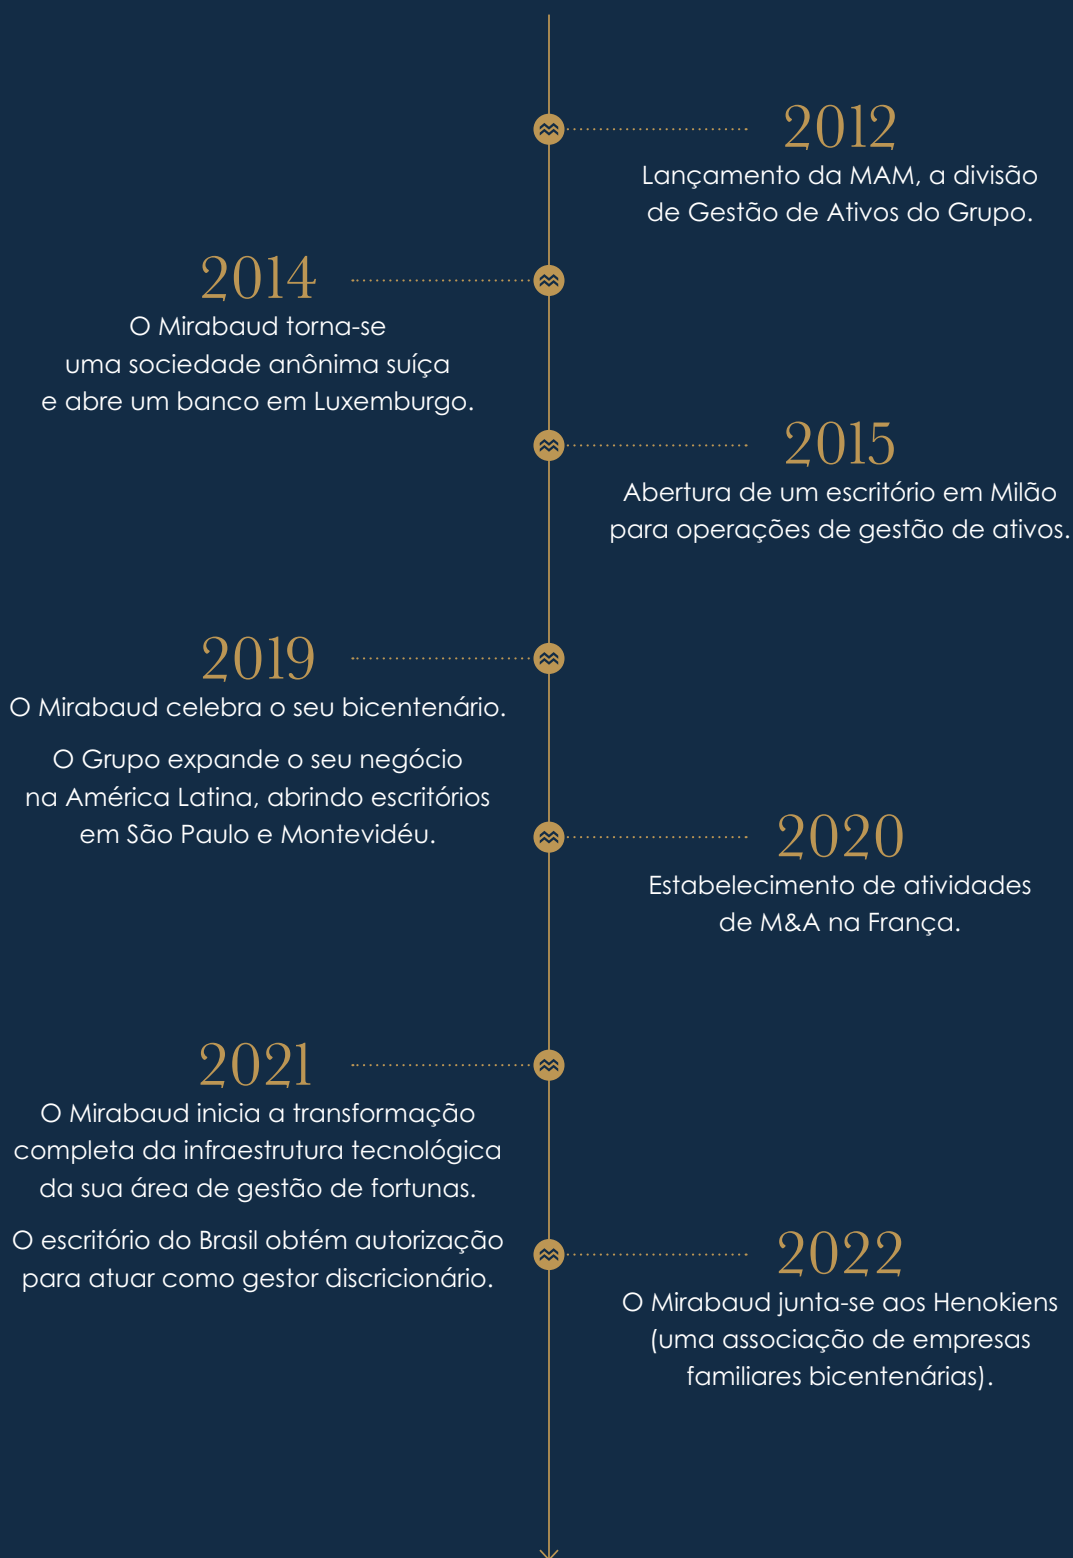 2012
Lançamento da MAM, a divisão
de Gestão de Ativos do Grupo.
2014
O Mirabaud torna-se
uma sociedade anônima suíça
e abre um banco em Luxemburgo.
2015
Abertura de um escritório em Milão
para operações de gestão de ativos.
2019
O Mirabaud celebra o seu bicentenário.
O Grupo expande o seu negócio
na América Latina, abrindo escritórios
em São Paulo e Montevidéu.
2020
Estabelecimento de atividades
de M&A na França.
2021
O Mirabaud inicia a transformação
completa da infraestrutura tecnológica
da sua área de gestão de fortunas.
O escritório do Brasil obtém autorização
para atuar como gestor discricionário.
2022
O Mirabaud junta-se aos Henokiens
(uma associação de empresas
familiares bicentenárias).